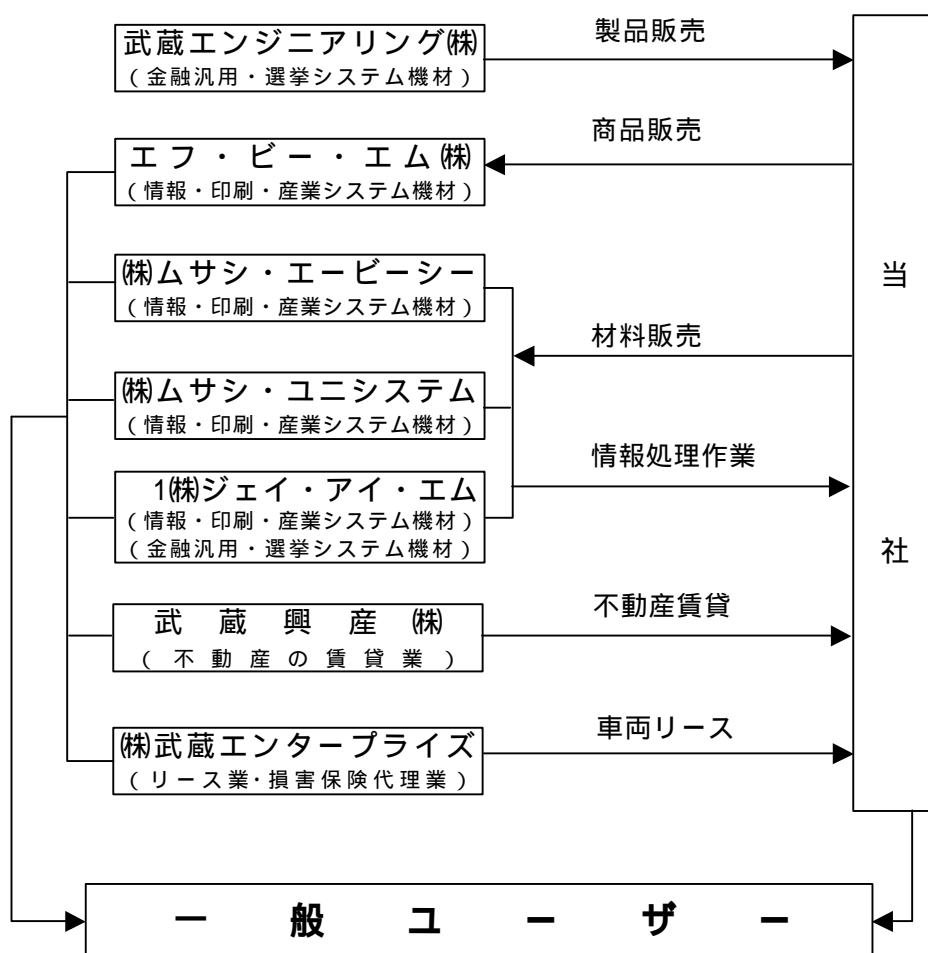 武蔵エンジニアリング㈱
(金融汎用・選挙システム機材)
製品販売
商品販売
エフ・ビー・エム㈱
(情報・印刷・産業システム機材)
㈱ムサシ・エービーシー
(情報・印刷・産業システム機材)
当
材料販売
㈱ムサシ・ユニシステム
(情報・印刷・産業システム機材)
情報処理作業
1㈱ジェイ・アイ・エム
(情報・印刷・産業システム機材)
(金融汎用・選挙システム機材)
社
不動産賃貸
武蔵興産㈱
(不動産の賃貸業)
車両リース
㈱武蔵エンタープライズ
(リース業・損害保険代理業)
一般ユーザー